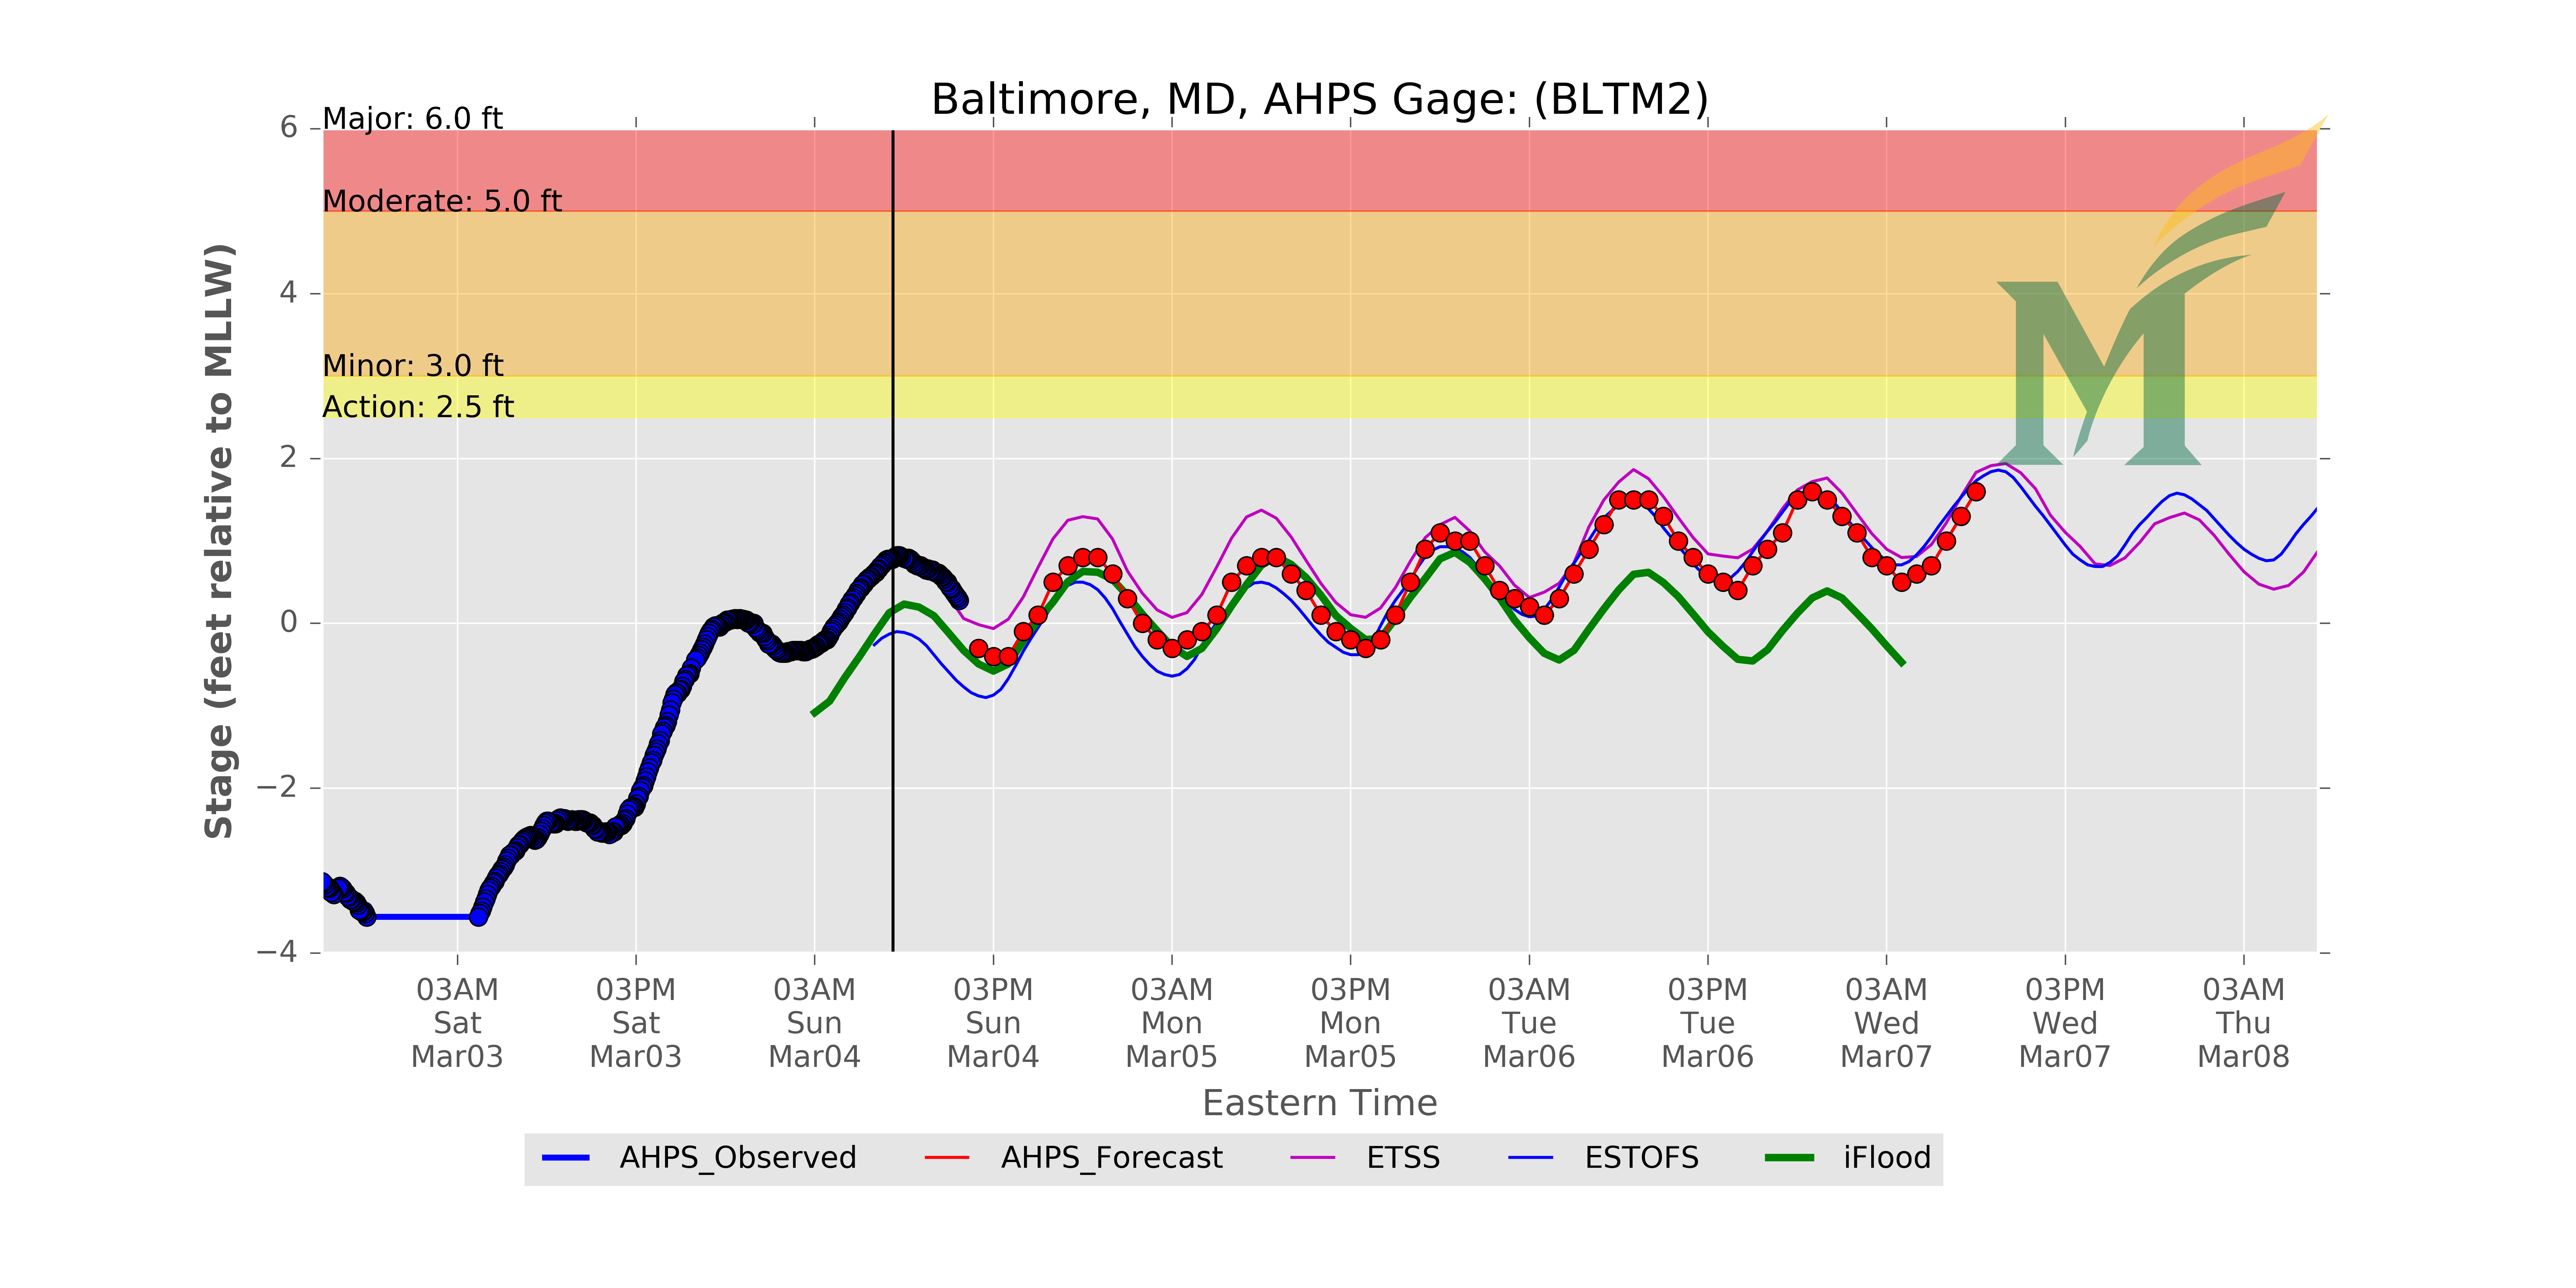 Baltimore, MD, AHPS Gage: (BLTM2)
Major: 6.0 ft
Moderate: 5.0 ft
Minor: 3.0 ft
Action: 2.5 ft
Stage (feet relative to MLLW)
6
4
2
0
−2
−4
03AM Sat Mar03
03PM Sat Mar03
03AM Sun Mar04
03PM Sun Mar04
03AM Mon Mar05
03PM Mon Mar05
03AM Tue Mar06
03PM Tue Mar06
03AM Wed Mar07
03PM Wed Mar07
03AM Thu Mar08
Eastern Time
AHPS_Observed AHPS_Forecast ETSS ESTOFS iFlood
M